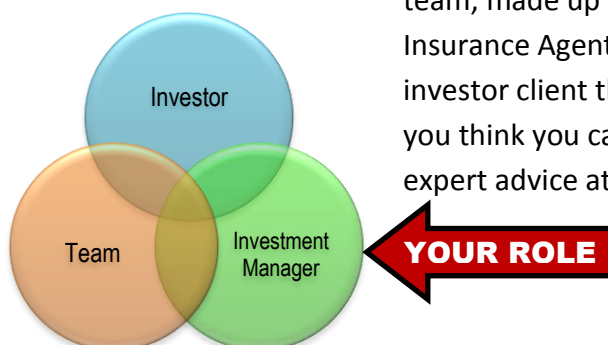 team, made up
Insurance Agent
investor client th
you think you ca
expert advice at
Investor
Team
Investment
Manager
YOUR ROLE